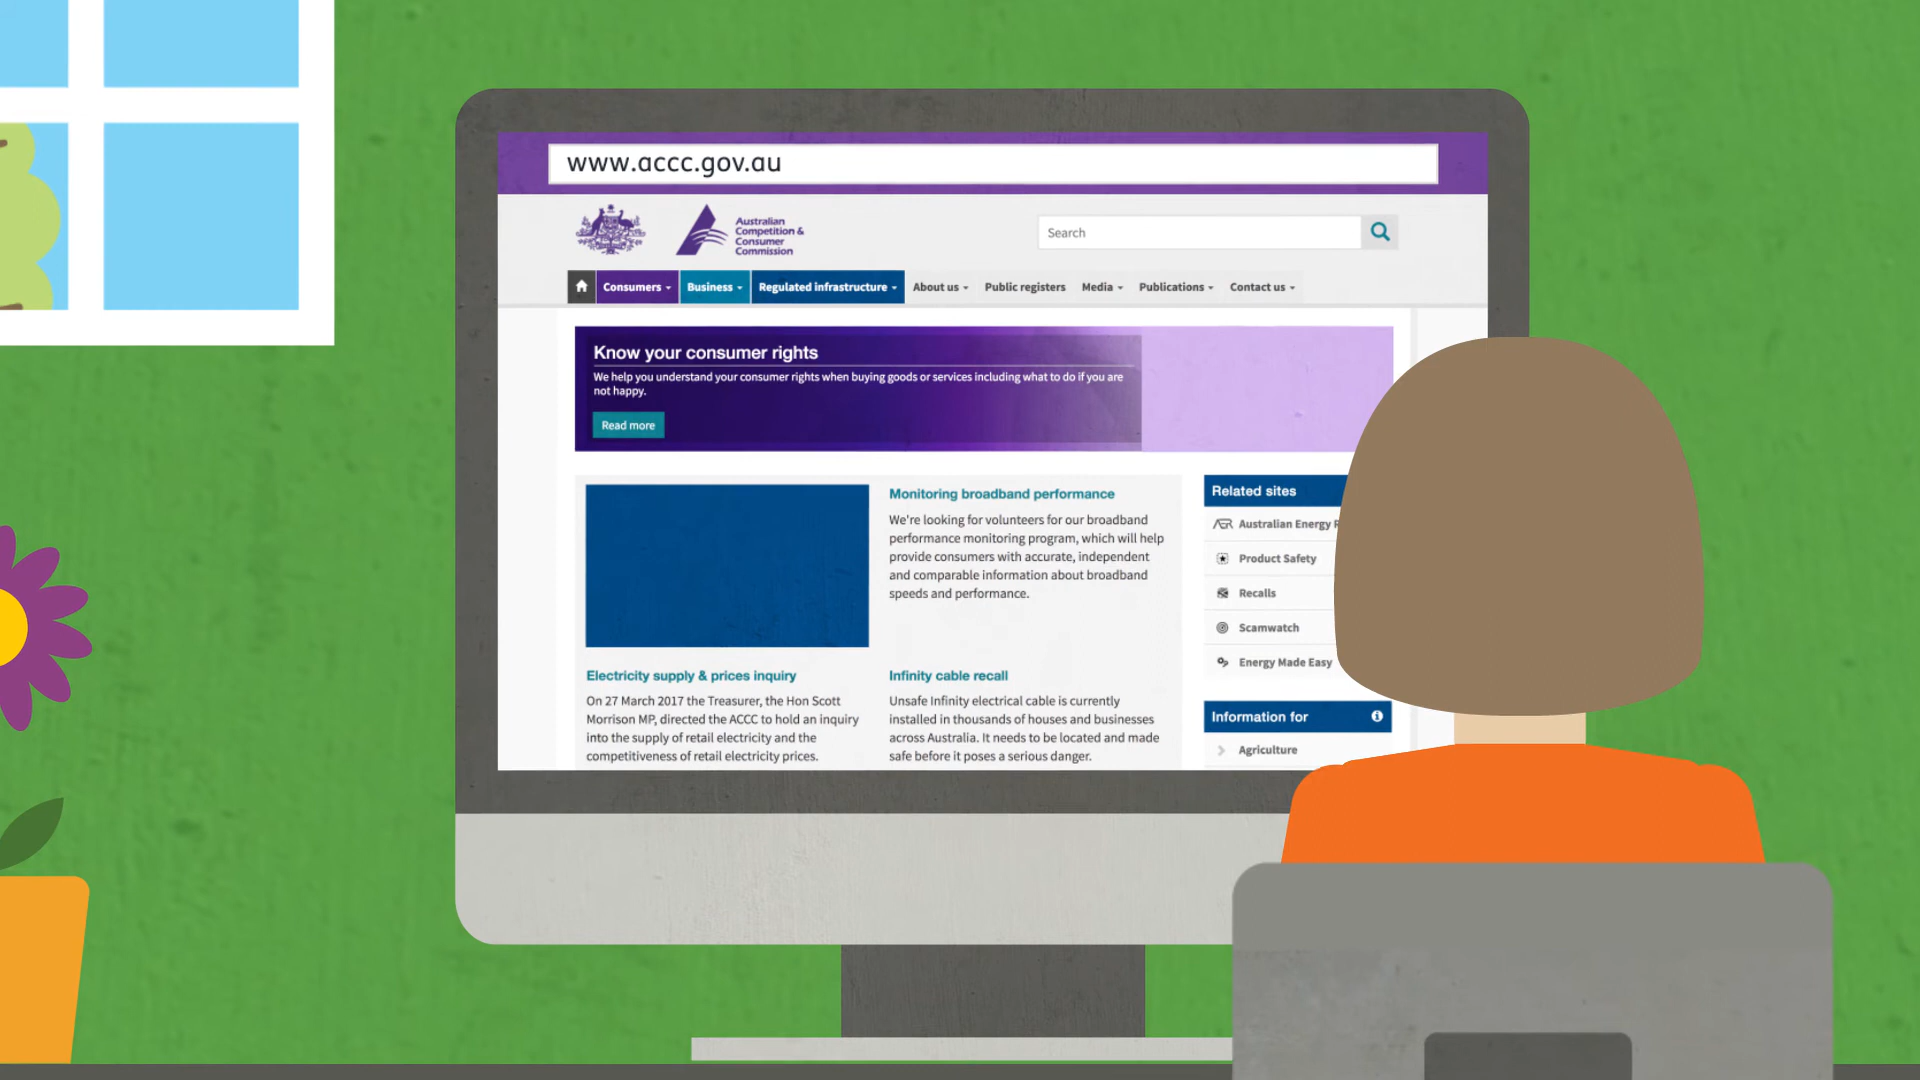 www.accc.gov.au
Australian
Competition &
Consumer
Commission
Search
Consumers
Business
Regulated infrastructure
About us
Public registers
Media
Publications
Contact us
Know your consumer rights
We help you understand your consumer rights when buying goods or services including what to do if you are
not happy.
Read more
Monitoring broadband performance
We're looking for volunteers for our broadband
performance monitoring program, which will help
provide consumers with accurate, independent
and comparable information about broadband
speeds and performance.
Electricity supply & prices inquiry
On 27 March 2017 the Treasurer, the Hon Scott
Morrison MP, directed the ACCC to hold an inquiry
into the supply of retail electricity and the
competitiveness of retail electricity prices.
Infinity cable recall
Unsafe Infinity electrical cable is currently
installed in thousands of houses and businesses
across Australia. It needs to be located and made
safe before it poses a serious danger.
Related sites
AER Australian Energy
Product Safety
Recalls
Scamwatch
Energy Made Easy
Information for
Agriculture